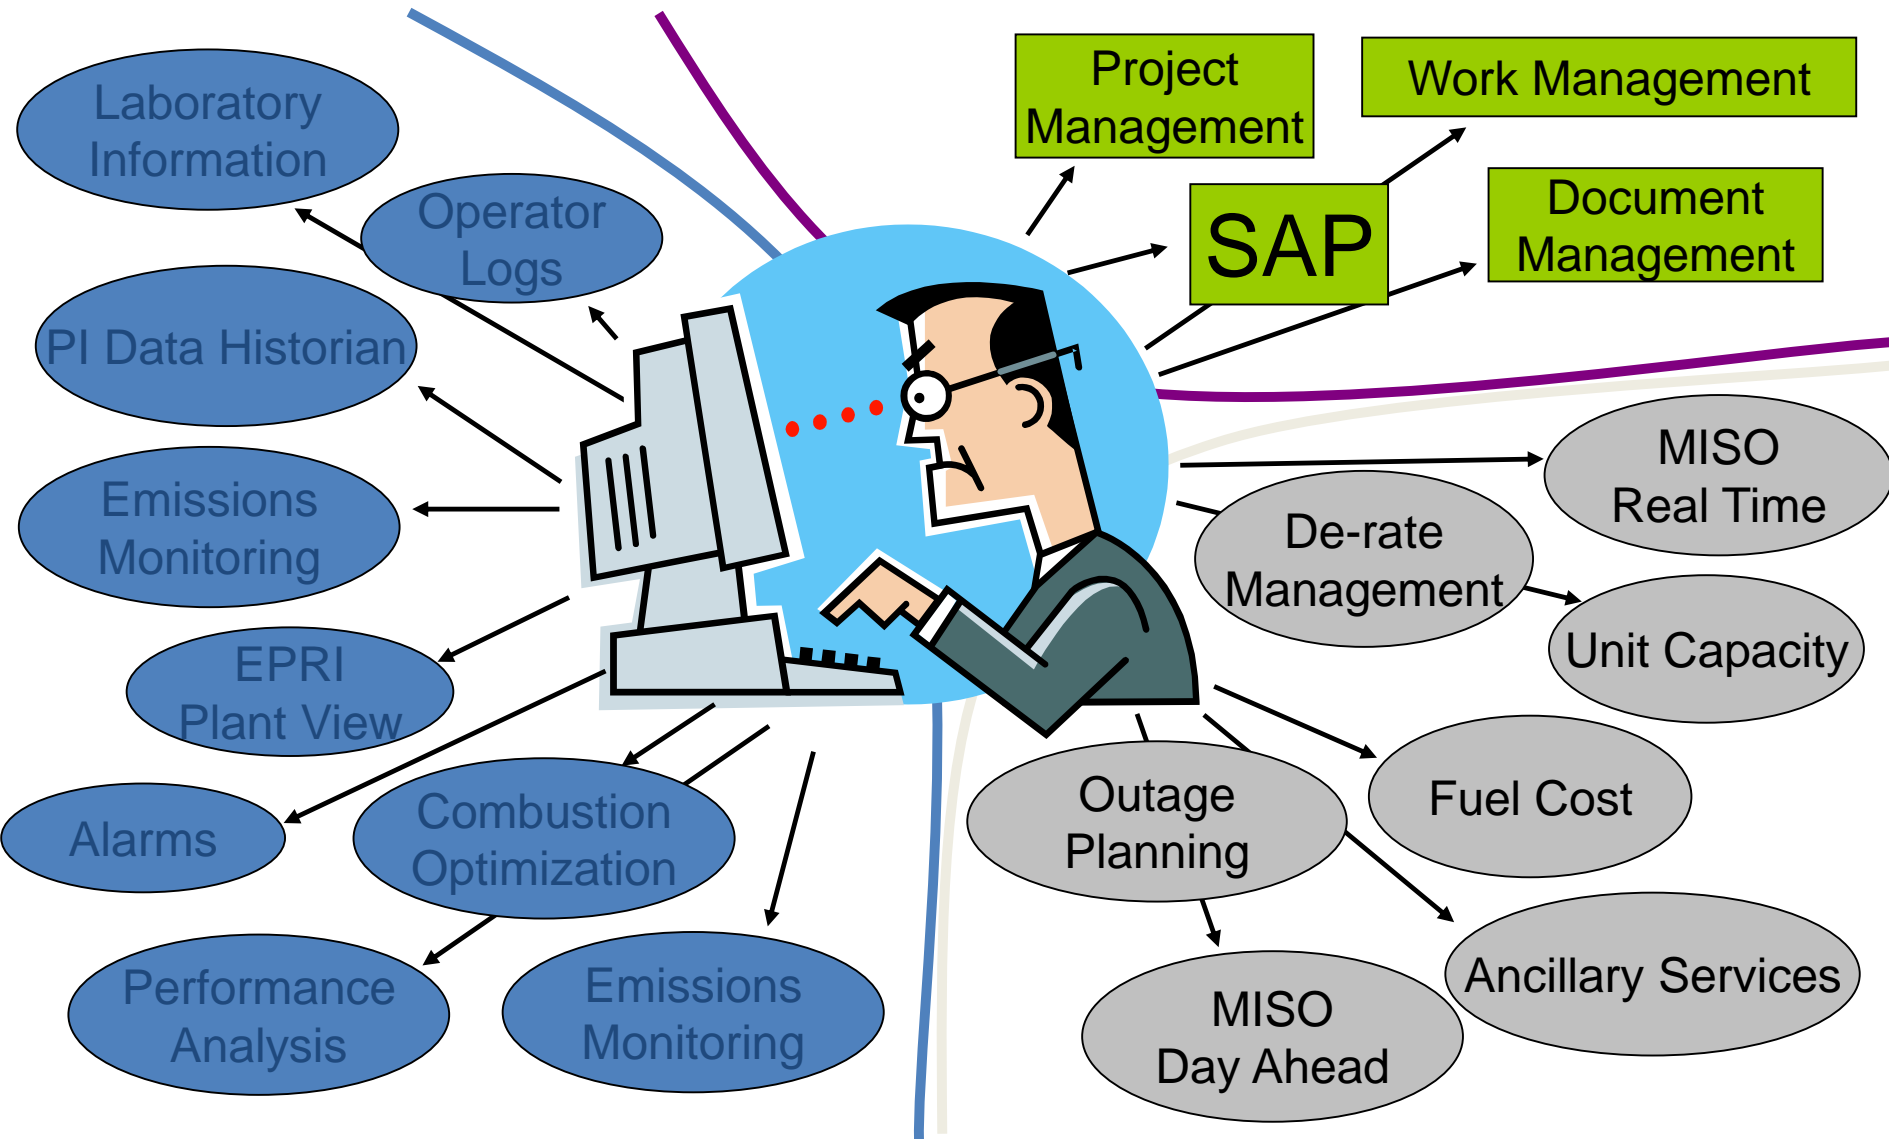 Laboratory
Information
Operator
Logs
PI Data Historian
Emissions
Monitoring
EPRI
Plant View
Alarms
Combustion
Optimization
Performance
Analysis
Emissions
Monitoring
Project
Management
Work Management
SAP
Document
Management
MISO
Real Time
De-rate
Management
Unit Capacity
Fuel Cost
Outage
Planning
Ancillary Services
MISO
Day Ahead